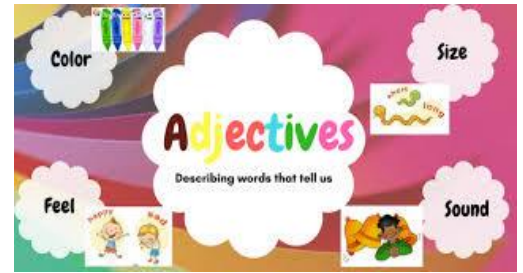 Color
Size
short
long
Adjectives
Describing words that tell us
Feel
happy
sad
Sound